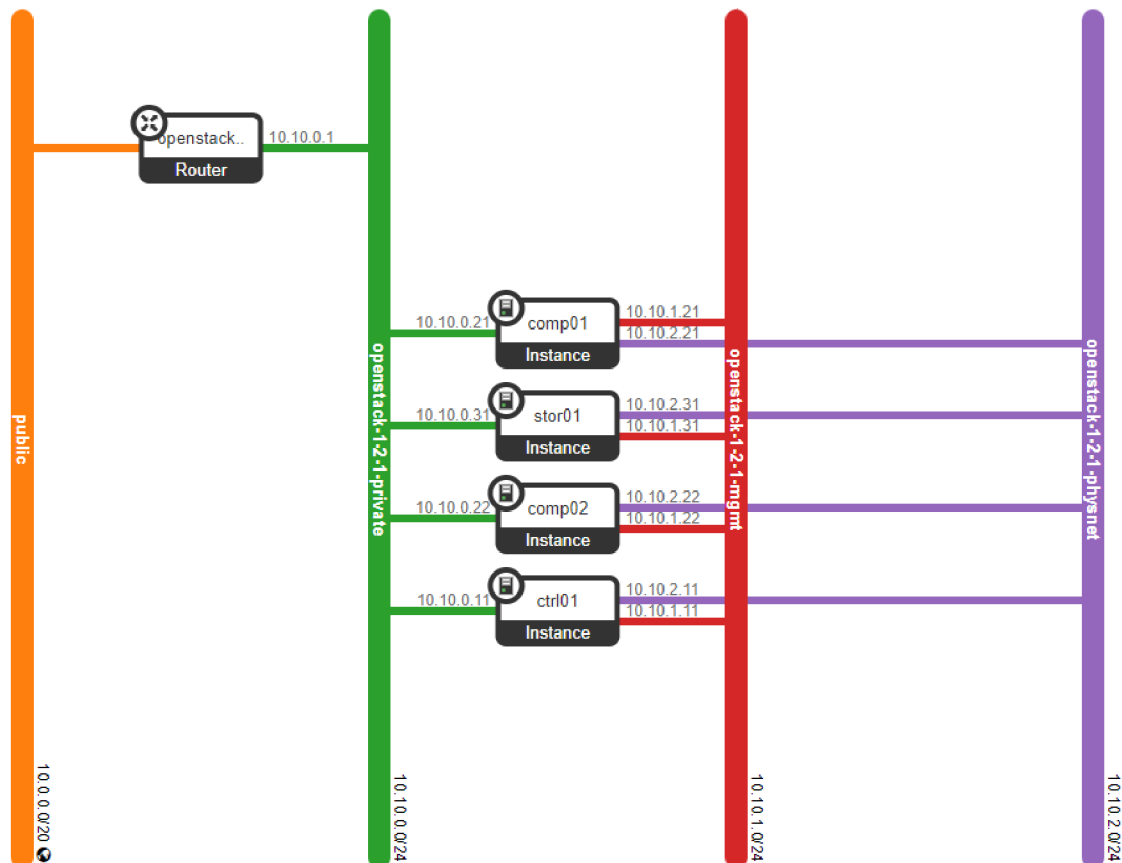 openstack..
Router
10.10.0.1
10.10.0.21
comp01
Instance
10.10.1.21
10.10.2.21
10.10.0.31
stor01
Instance
10.10.2.31
10.10.1.31
10.10.0.22
comp02
Instance
10.10.2.22
10.10.1.22
10.10.0.11
ctrl01
Instance
10.10.2.11
10.10.1.11
public
openstack-1-2-1-private
openstack-1-2-1-mgmt
openstack-1-2-1-physnet
10.0.0.0/20
10.10.0.0/24
10.10.1.0/24
10.10.2.0/24